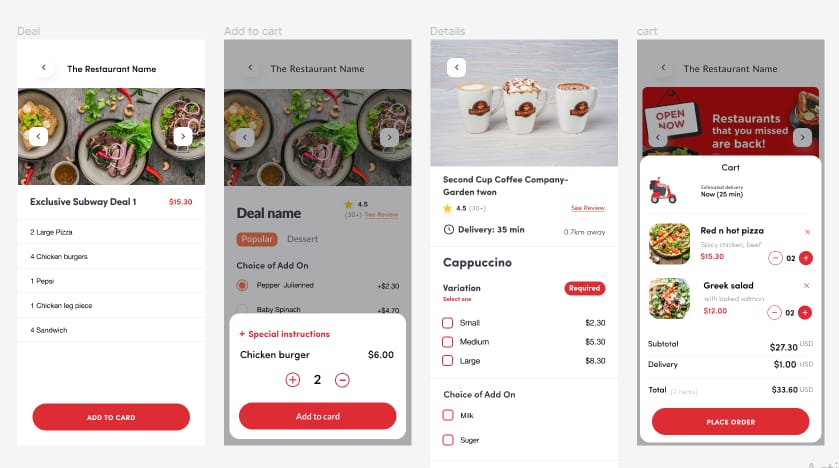 Deal
The Restaurant Name
Exclusive Subway Deal 1
$15.30
2 Large Pizza
4 Chicken burgers
1 Pepsi
1 Chicken leg piece
4 Sandwich
ADD TO CARD
Add to cart
The Restaurant Name
Deal name
4.5
(30+) See Review
Popular
Dessert
Choice of Add On
Pepper Julienned
+$2.30
Baby Spinach
+$4.70
+ Special instructions
Chicken burger
$6.00
2
Add to card
Details
Second Cup Coffee Company-
Garden twon
4.5 (30+)
See Review
Delivery: 35 min
0.7km away
Cappuccino
Variation
Required
Select one
Small
$2.30
Medium
$5.30
Large
$8.30
Choice of Add On
Milk
Suger
cart
The Restaurant Name
OPEN
NOW
Restaurants
that you missed
are back!
Cart
Estimated delivery
Now (25 min)
Red n hot pizza
Spicy chicken, beef
$15.30
02
Greek salad
with baked salmon
$12.00
02
Subtotal
$27.30 USD
Delivery
$1.00 USD
Total (2 items)
$33.60 USD
PLACE ORDER